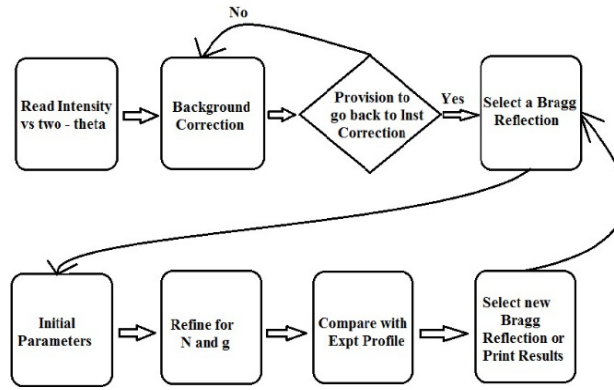 No
Read Intensity
vs two - theta
Background
Correction
Provision to
go back to Inst
Correction
Yes
Select a Bragg
Reflection
Initial
Parameters
Refine for
N and g
Compare with
Expt Profile
Select new
Bragg
Reflection or
Print Results